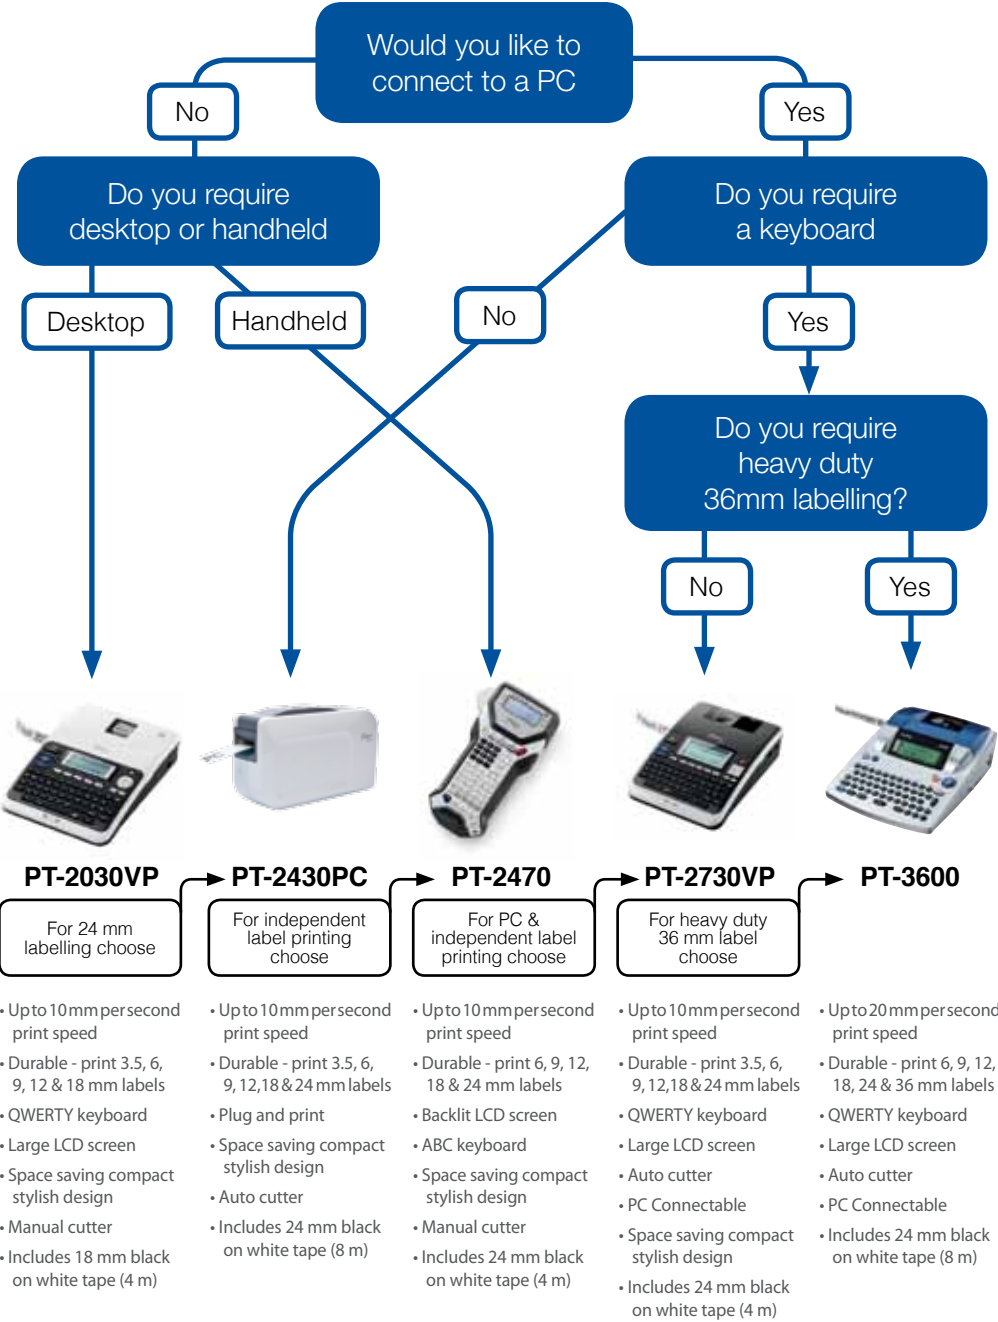 Would you like to
connect to a PC
No
Yes
Do you require
desktop or handheld
Do you require
a keyboard
Desktop
Handheld
No
Yes
Do you require
heavy duty
36mm labelling?
No
Yes
PT-2030VP
PT-2430PC
PT-2470
PT-2730VP
PT-3600
For 24 mm
labelling choose
For independent
label printing
choose
For PC &
independent label
printing choose
For heavy duty
36 mm label
choose
• Up to 10 mm per second
print speed
• Durable - print 3.5, 6,
9, 12 & 18 mm labels
• QWERTY keyboard
• Large LCD screen
• Space saving compact
stylish design
• Manual cutter
• Includes 18 mm black
on white tape (4 m)
• Up to 10 mm per second
print speed
• Durable - print 3.5, 6,
9, 12,18 & 24 mm labels
• Plug and print
• Space saving compact
stylish design
• Auto cutter
• Includes 24 mm black
on white tape (8 m)
• Up to 10 mm per second
print speed
• Durable - print 6, 9, 12,
18 & 24 mm labels
• Backlit LCD screen
• ABC keyboard
• Space saving compact
stylish design
• Manual cutter
• Includes 24 mm black
on white tape (4 m)
• Up to 10 mm per second
print speed
• Durable - print 3.5, 6,
9, 12,18 & 24 mm labels
• QWERTY keyboard
• Large LCD screen
• Auto cutter
• PC Connectable
• Space saving compact
stylish design
• Includes 24 mm black
on white tape (4 m)
• Up to 20 mm per second
print speed
• Durable - print 6, 9, 12,
18, 24 & 36 mm labels
• QWERTY keyboard
• Large LCD screen
• Auto cutter
• PC Connectable
• Includes 24 mm black
on white tape (8 m)